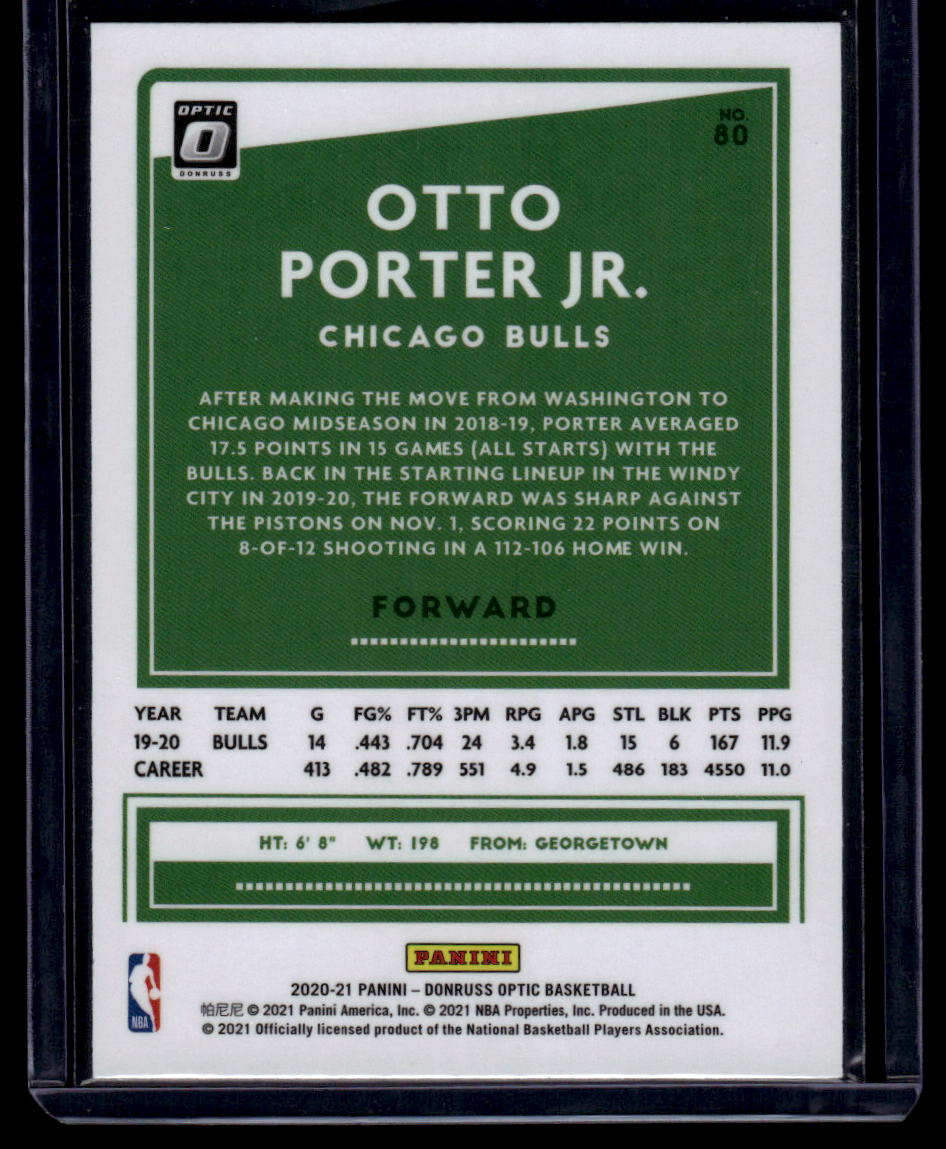 OPTIC
DONRUSS
NO.
80
OTTO
PORTER JR.
CHICAGO BULLS
AFTER MAKING THE MOVE FROM WASHINGTON TO
CHICAGO MIDSEASON IN 2018-19, PORTER AVERAGED
17.5 POINTS IN 15 GAMES (ALL STARTS) WITH THE
BULLS. BACK IN THE STARTING LINEUP IN THE WINDY
CITY IN 2019-20, THE FORWARD WAS SHARP AGAINST
THE PISTONS ON NOV. 1, SCORING 22 POINTS ON
8-OF-12 SHOOTING IN A 112-106 HOME WIN.
FORWARD
YEAR TEAM G FG% FT% 3PM RPG APG STL BLK PTS PPG
19-20 BULLS 14 .443 .704 24 3.4 1.8 15 6 167 11.9
CAREER 413 .482 .789 551 4.9 1.5 486 183 4550 11.0
HT: 6' 8" WT: 198 FROM: GEORGETOWN
PANINI
2020-21 PANINI – DONRUSS OPTIC BASKETBALL
帕尼尼 © 2021 Panini America, Inc. © 2021 NBA Properties, Inc. Produced in the USA.
© 2021 Officially licensed product of the National Basketball Players Association.
NBA